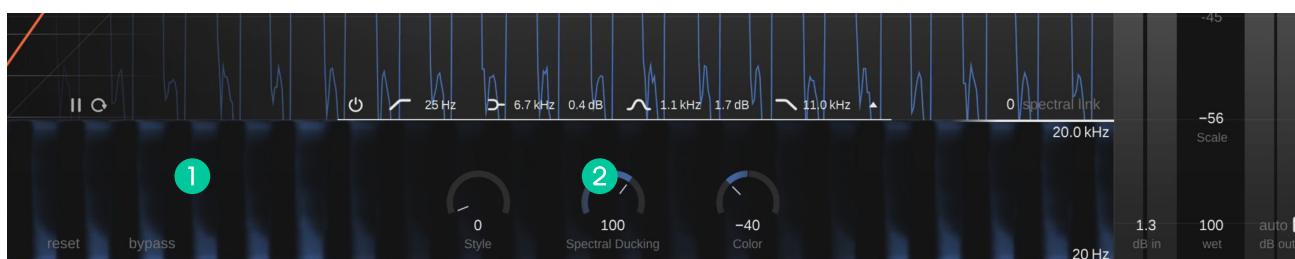 -45
25 Hz 6.7 kHz 0.4 dB 1.1 kHz 1.7 dB 11.0 kHz 0 spectral link
−56
20.0 kHz
Scale
1 2
0 100 −40 1.3 100 auto
Style Spectral Ducking Color
reset bypass dB in wet dB out
20 Hz